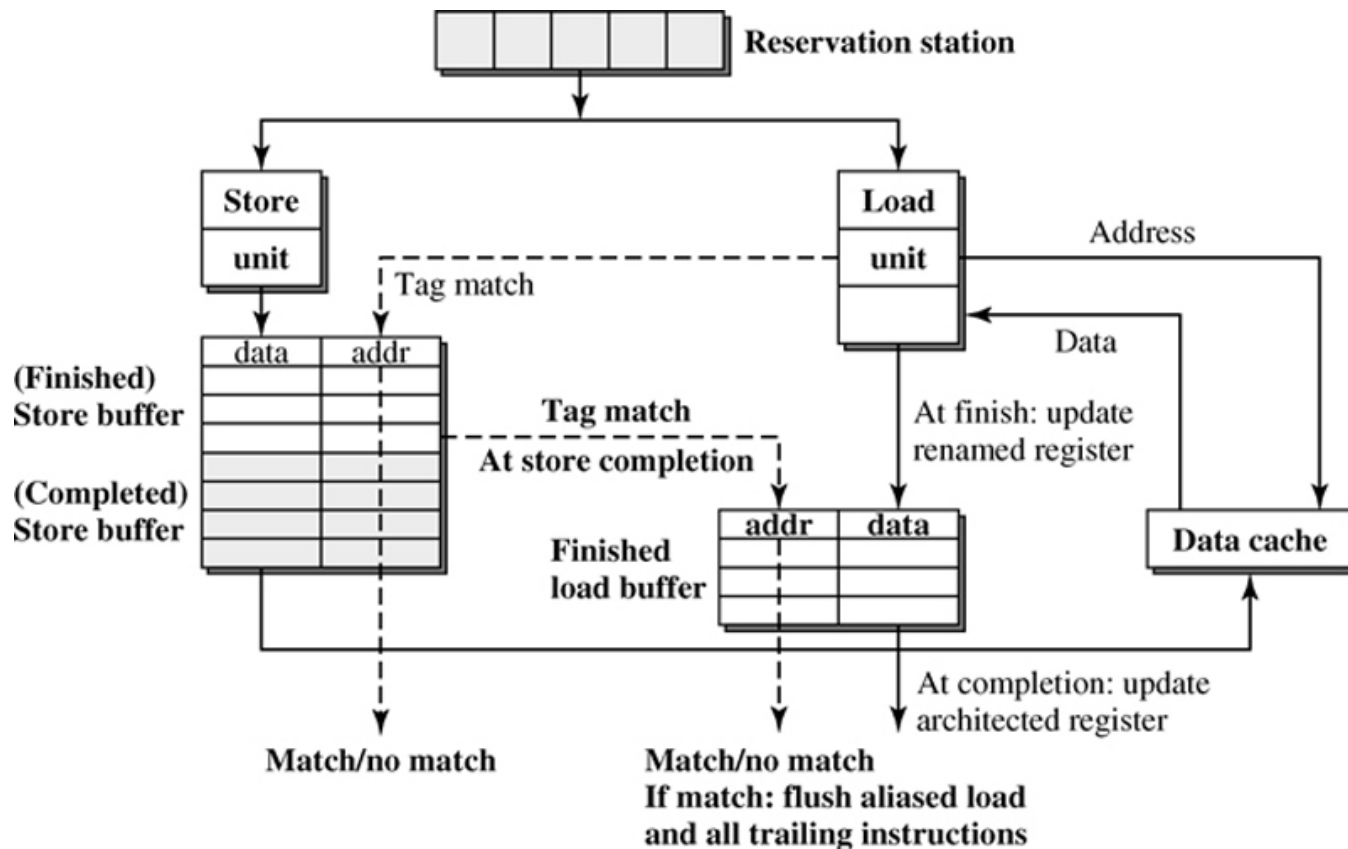 Reservation station
Store
unit
Load
unit
Address
Tag match
Data
data addr
(Finished)
Store buffer
(Completed)
Store buffer
Tag match
At store completion
At finish: update
renamed register
addr data
Finished
load buffer
Data cache
At completion: update
architected register
Match/no match
Match/no match
If match: flush aliased load
and all trailing instructions